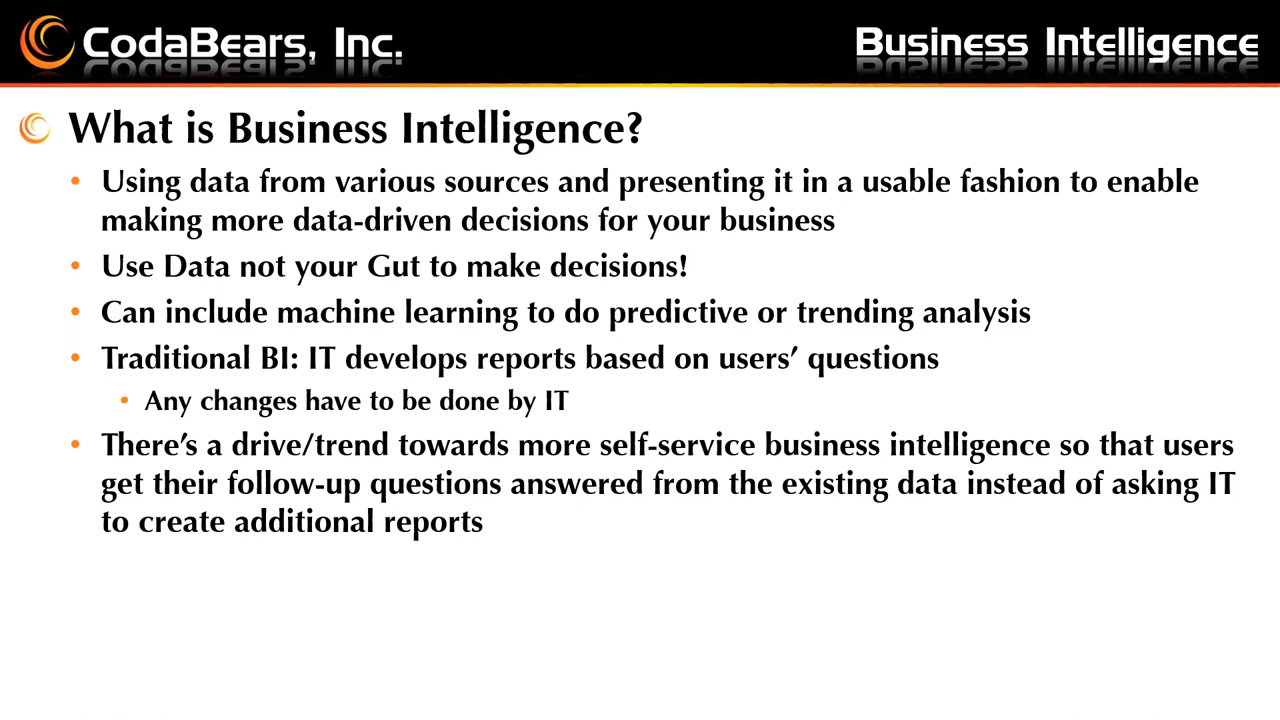 CodaBears, Inc.
Business Intelligence
What is Business Intelligence?
• Using data from various sources and presenting it in a usable fashion to enable
making more data-driven decisions for your business
• Use Data not your Gut to make decisions!
• Can include machine learning to do predictive or trending analysis
• Traditional BI: IT develops reports based on users’ questions
• Any changes have to be done by IT
• There’s a drive/trend towards more self-service business intelligence so that users
get their follow-up questions answered from the existing data instead of asking IT
to create additional reports